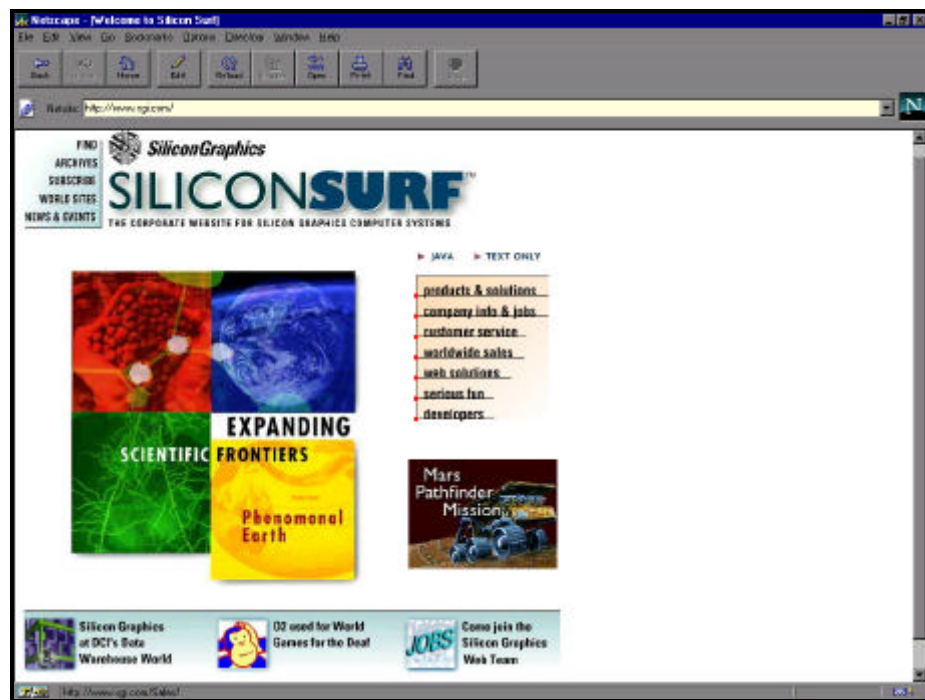 Netscape - [Welcome to Silicon Surf]
File Edit View Go Bookmarks Options Directory Window Help
Back Home Edit Reload Open Print Find
http://www.sgi.com/
N
FIND
ARCHIVES
SUBSCRIBE
WORLD SITES
NEWS & EVENTS
SiliconGraphics
SILICONSURF™
THE CORPORATE WEBSITE FOR SILICON GRAPHICS COMPUTER SYSTEMS
JAVA TEXT ONLY
products & solutions
company info & jobs
customer service
worldwide sales
web solutions
serious fun
developers
EXPANDING
SCIENTIFIC FRONTIERS
Phenomonal
Earth
Mars
Pathfinder
Mission
Silicon Graphics
at DCI's Data
Warehouse World
O2 used for World
Games for the Deaf
JOBS
Come join the
Silicon Graphics
Web Team
http://www.sgi.com/Sales/